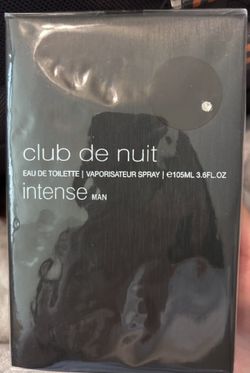 club de nuit
EAU DE TOILETTE | VAPORISATEUR SPRAY | ℮105ML 3.6FL.OZ
intense MAN